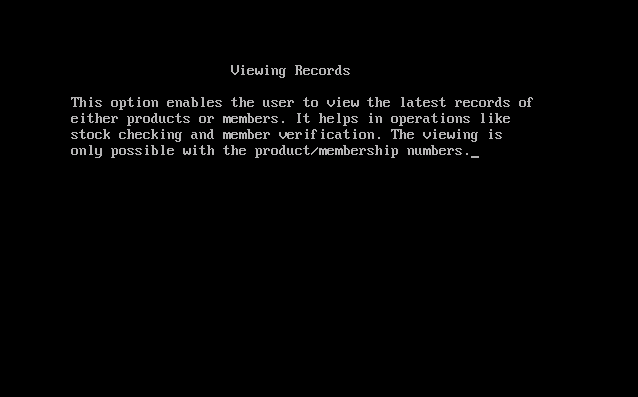 Viewing Records
This option enables the user to view the latest records of
either products or members. It helps in operations like
stock checking and member verification. The viewing is
only possible with the product/membership numbers._